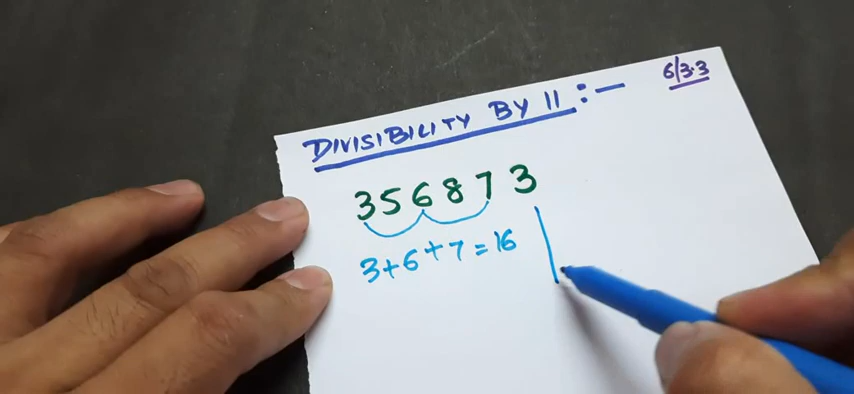 6/3.3
DIVISIBILITY BY 11 :-
356873
3+6+7=16